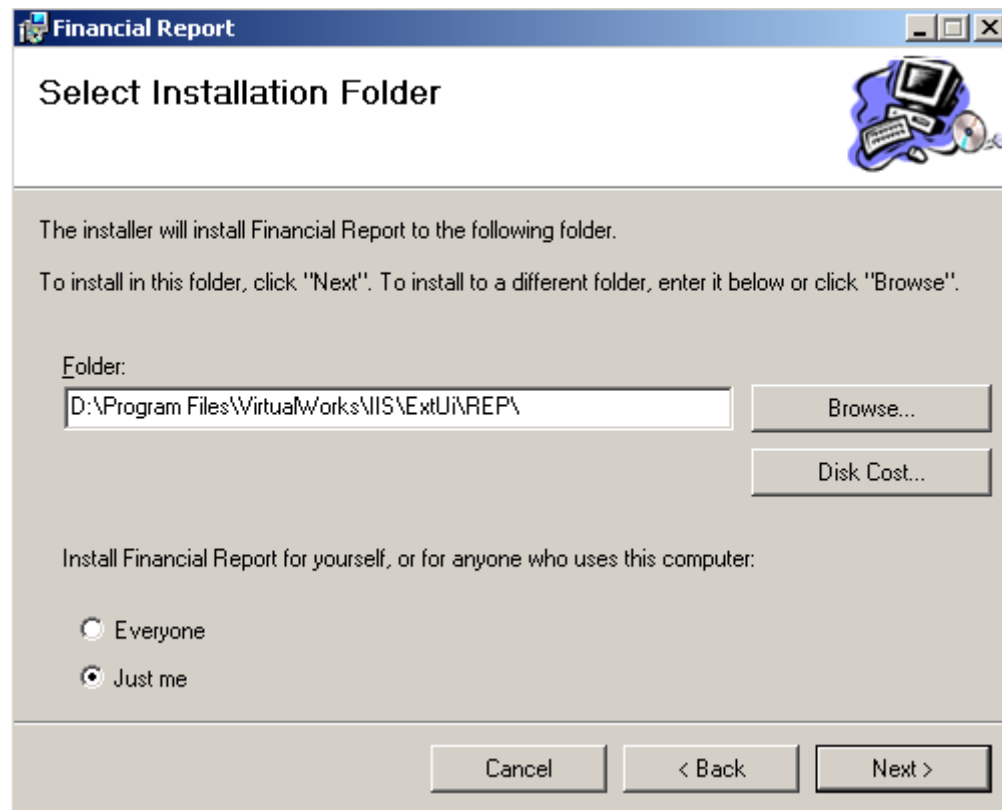 Financial Report
Select Installation Folder
The installer will install Financial Report to the following folder.
To install in this folder, click "Next". To install to a different folder, enter it below or click "Browse".
Folder:
D:\Program Files\VirtualWorks\IIS\ExtUi\REP\
Browse...
Disk Cost...
Install Financial Report for yourself, or for anyone who uses this computer:
Everyone
Just me
Cancel
< Back
Next >